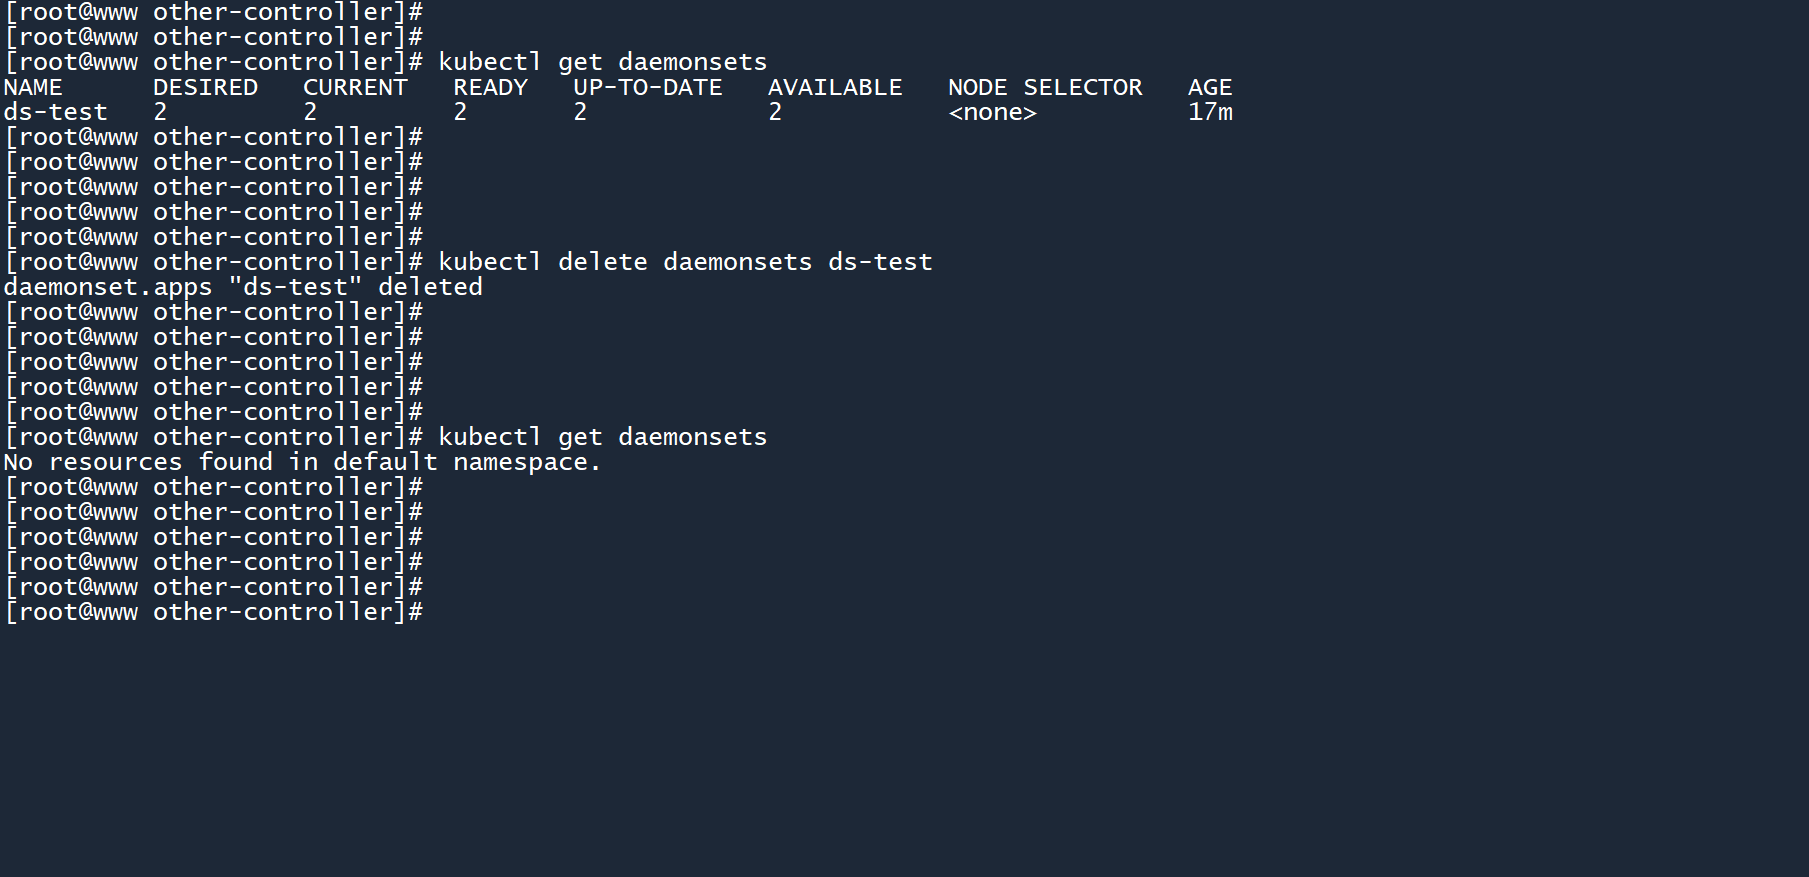 [root@www other-controller]#
[root@www other-controller]#
[root@www other-controller]# kubectl get daemonsets
NAME      DESIRED   CURRENT   READY   UP-TO-DATE   AVAILABLE   NODE SELECTOR   AGE
ds-test   2         2         2       2            2           <none>          17m
[root@www other-controller]#
[root@www other-controller]#
[root@www other-controller]#
[root@www other-controller]#
[root@www other-controller]#
[root@www other-controller]# kubectl delete daemonsets ds-test
daemonset.apps "ds-test" deleted
[root@www other-controller]#
[root@www other-controller]#
[root@www other-controller]#
[root@www other-controller]#
[root@www other-controller]#
[root@www other-controller]# kubectl get daemonsets
No resources found in default namespace.
[root@www other-controller]#
[root@www other-controller]#
[root@www other-controller]#
[root@www other-controller]#
[root@www other-controller]#
[root@www other-controller]#